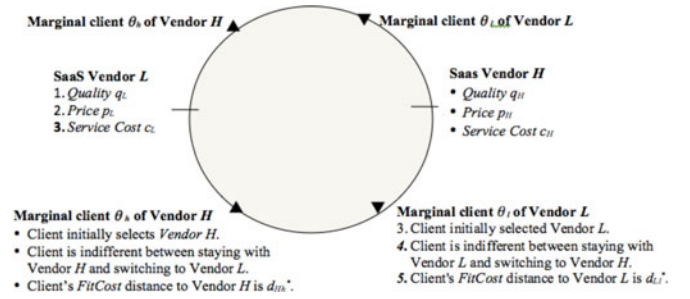 Marginal client θh of Vendor H
Marginal client θL of Vendor L
SaaS Vendor L
1. Quality qL
2. Price pL
3. Service Cost cL
Saas Vendor H
• Quality qH
• Price pH
• Service Cost cH
Marginal client θh of Vendor H
• Client initially selects Vendor H.
• Client is indifferent between staying with
Vendor H and switching to Vendor L.
• Client's FitCost distance to Vendor H is dHh*.
Marginal client θl of Vendor L
3. Client initially selected Vendor L.
4. Client is indifferent between staying with
Vendor L and switching to Vendor H.
5. Client's FitCost distance to Vendor L is dLl*.